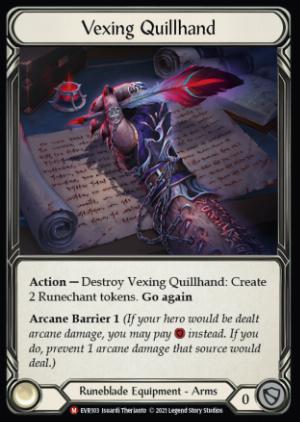 Vexing Quillhand
Action — Destroy Vexing Quillhand: Create
2 Runechant tokens. Go again
Arcane Barrier 1 (If your hero would be dealt
arcane damage, you may pay instead. If you
do, prevent 1 arcane damage that source would
deal.)
Runeblade Equipment - Arms
0
M EVR103 Isuardi Therianto © 2021 Legend Story Studios